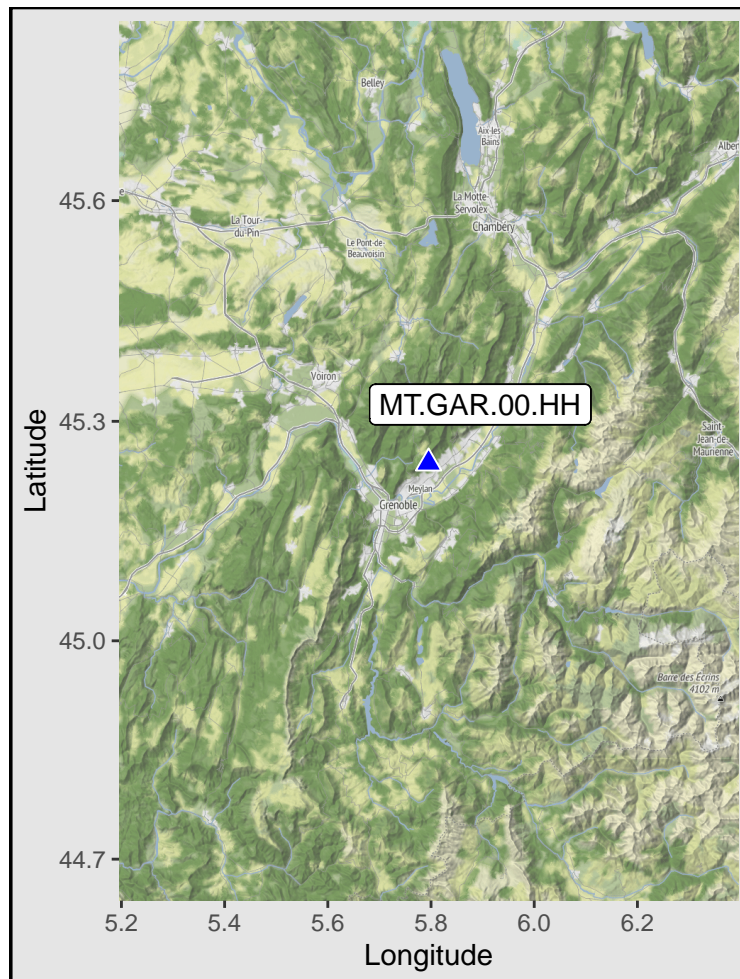 Belley
Aix-les
Bains
Alber
45.6
e
La Motte-
Servolex
La Tour-
du-Pin
Chambéry
Le Pont-de-
Beauvoisin
Voiron
MT.GAR.00.HH
45.3
Saint-
Jean-de-
Maurienne
Latitude
Meylan
Grenoble
45.0
Barre des Écrins
4102 m
44.7
5.2
5.4
5.6
5.8
6.0
6.2
Longitude